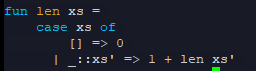 fun len xs =
    case xs of
        [] => 0
      | _::xs' => 1 + len xs'